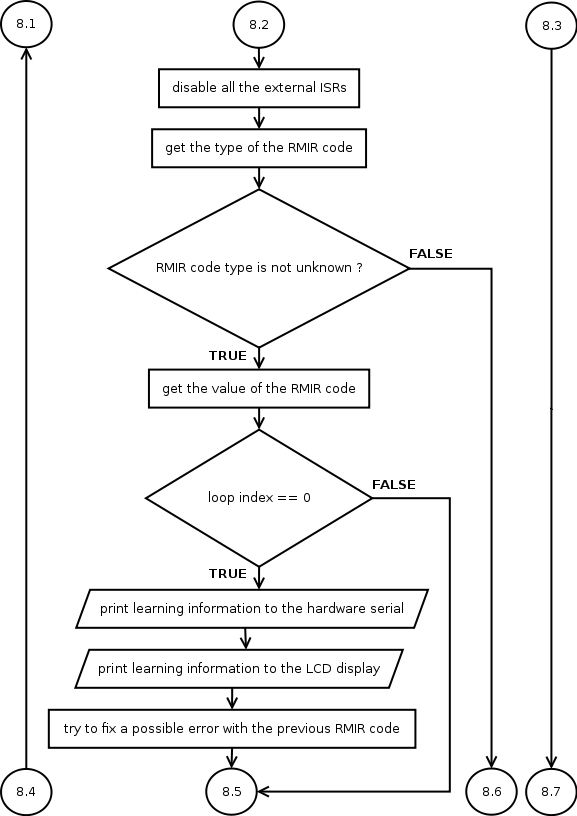 8.1
8.2
8.3
disable all the external ISRs
get the type of the RMIR code
RMIR code type is not unknown ?
FALSE
TRUE
get the value of the RMIR code
loop index == 0
FALSE
TRUE
print learning information to the hardware serial
print learning information to the LCD display
try to fix a possible error with the previous RMIR code
8.4
8.5
8.6
8.7